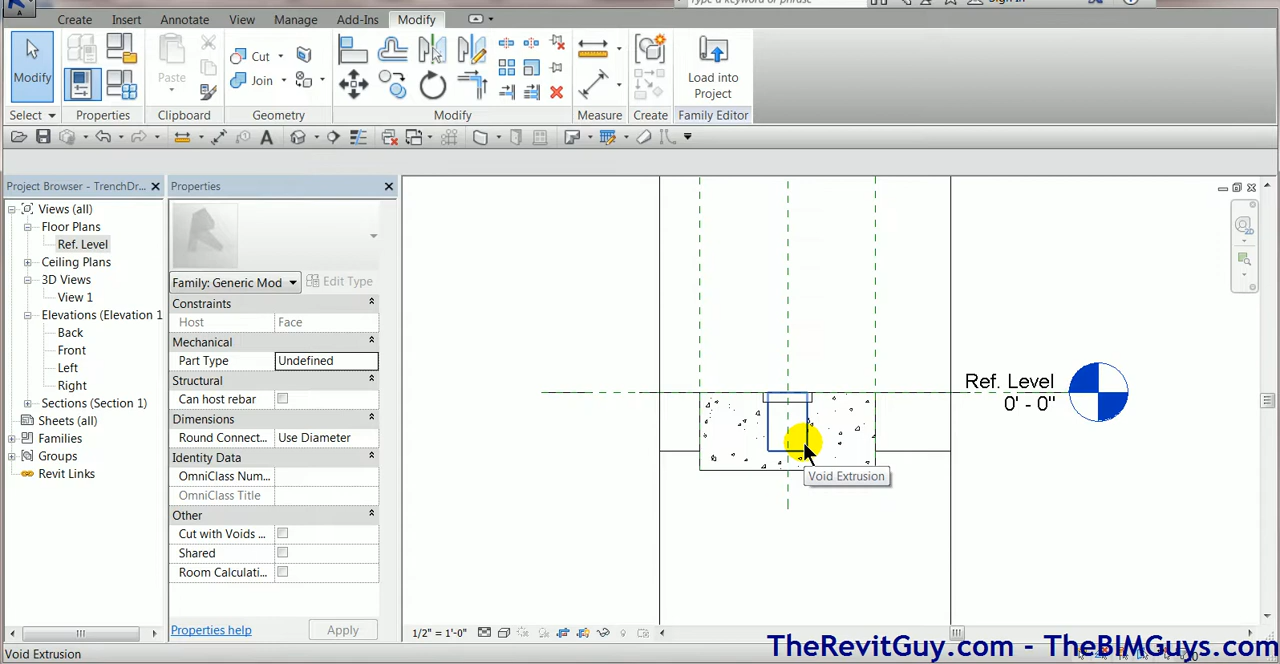 Create Insert Annotate View Manage Add-Ins Modify
Modify
Paste
Cut
Join
Load into
Project
Select Properties Clipboard Geometry Modify Measure Create Family Editor
A
Project Browser - TrenchDr...
Properties
Views (all)
Floor Plans
Ref. Level
Ceiling Plans
3D Views
View 1
Elevations (Elevation 1
Back
Front
Left
Right
Sections (Section 1)
Sheets (all)
Families
Groups
Revit Links
Family: Generic Mod
Edit Type
Constraints
Host Face
Mechanical
Part Type Undefined
Structural
Can host rebar
Dimensions
Round Connect... Use Diameter
Identity Data
OmniClass Num...
OmniClass Title
Other
Cut with Voids ...
Shared
Room Calculati...
Properties help
Apply
Ref. Level
0' - 0"
Void Extrusion
1/2" = 1'-0"
Void Extrusion
TheRevitGuy.com - TheBIMGuys.com